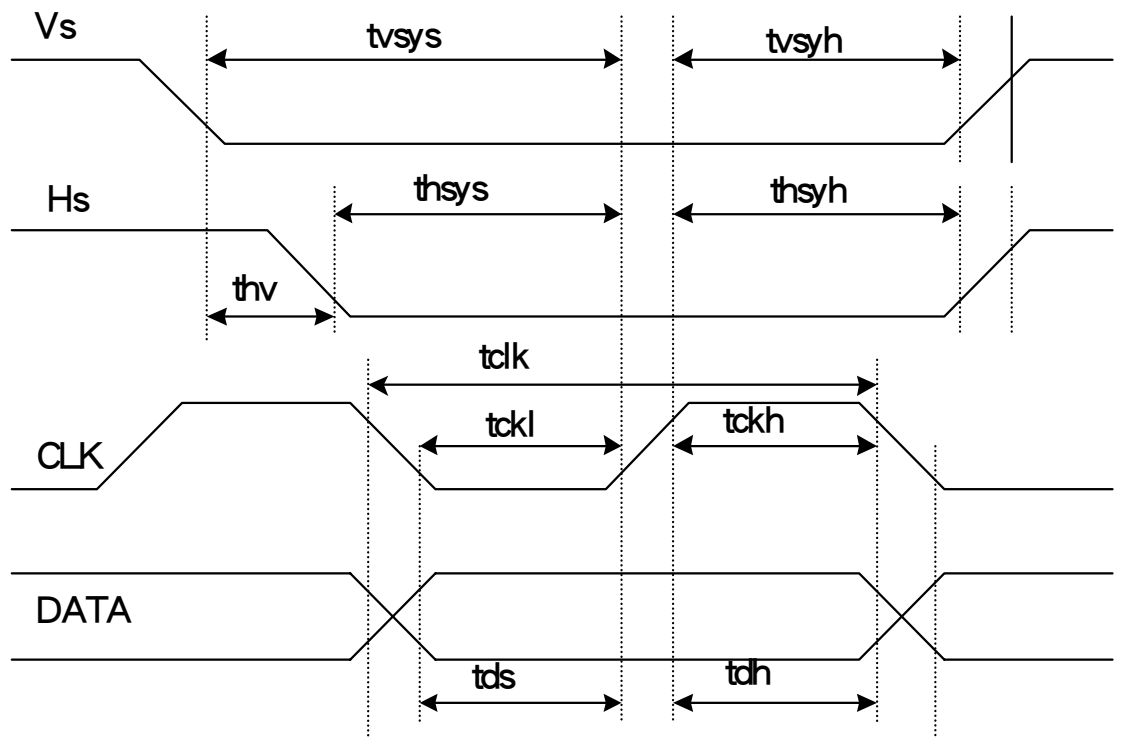 Vs
tvsys
tvsyh
Hs
thsys
thsyh
thv
tclk
tckl
tckh
CLK
DATA
tds
tdh